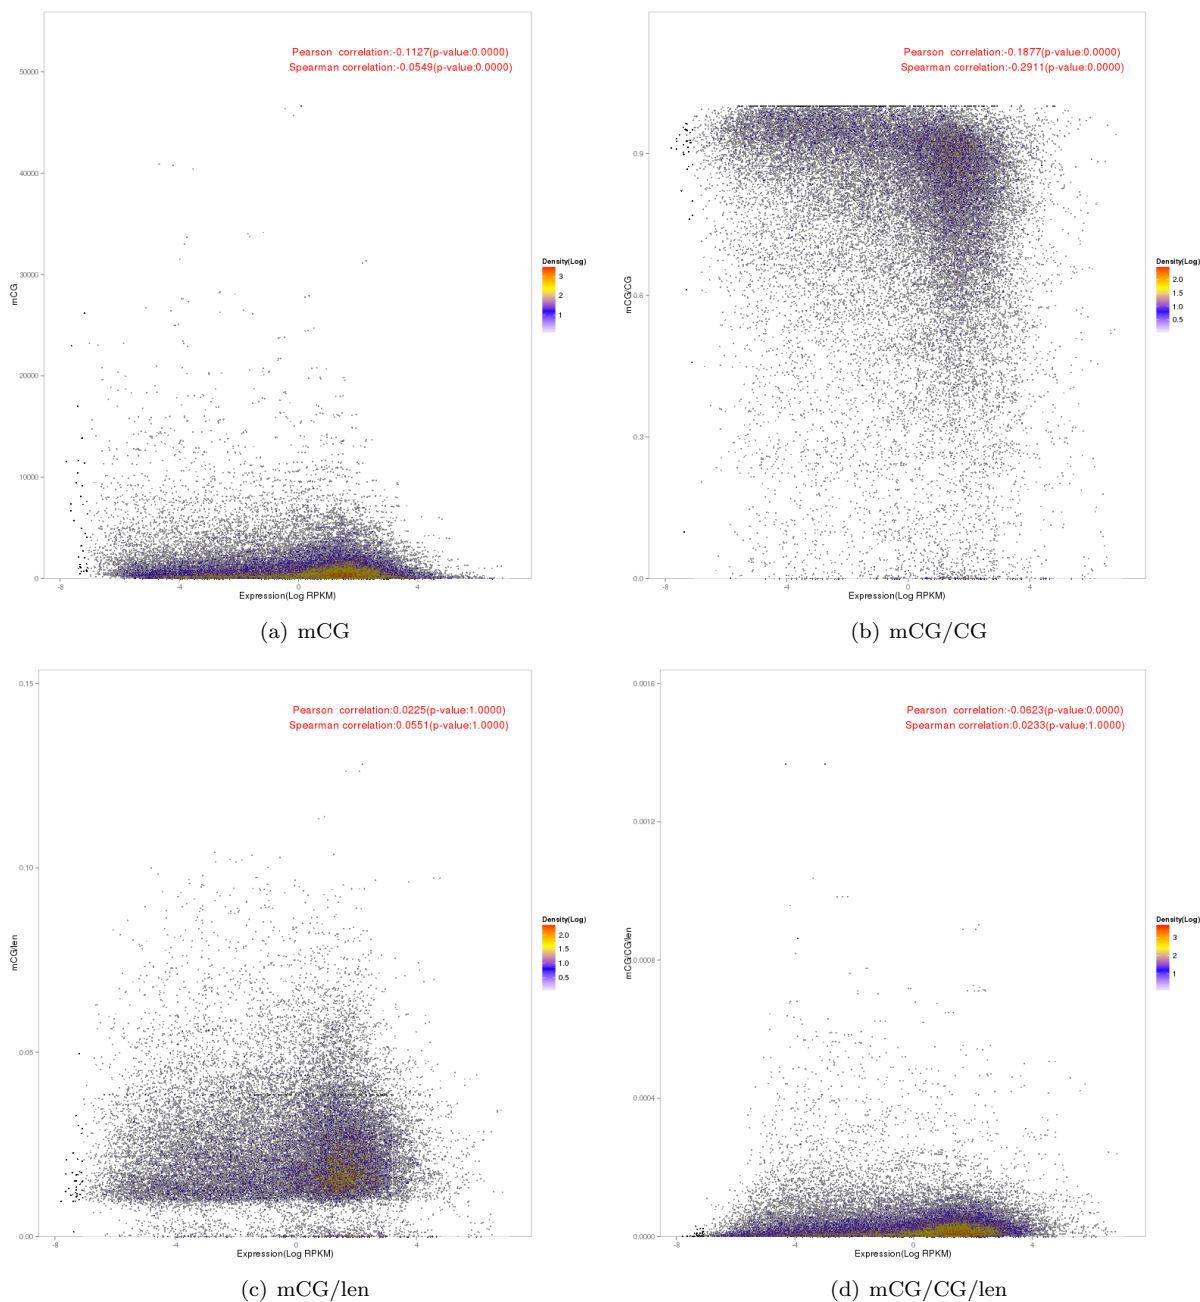 Pearson correlation:-0.1127(p-value:0.0000)
Spearman correlation:-0.0549(p-value:0.0000)
50000
40000
30000
20000
10000
0
mCG
-8
-4
0
4
Expression(Log RPKM)
Density(Log)
3
2
1
(a) mCG
Pearson correlation:-0.1877(p-value:0.0000)
Spearman correlation:-0.2911(p-value:0.0000)
0.9
0.6
0.3
0.0
mCG/CG
-8
-4
0
4
Expression(Log RPKM)
Density(Log)
2.0
1.5
1.0
0.5
(b) mCG/CG
Pearson correlation:0.0225(p-value:1.0000)
Spearman correlation:0.0551(p-value:1.0000)
0.15
0.10
0.05
0.00
mCG/len
-8
-4
0
4
Expression(Log RPKM)
Density(Log)
2.0
1.5
1.0
0.5
(c) mCG/len
Pearson correlation:-0.0623(p-value:0.0000)
Spearman correlation:0.0233(p-value:1.0000)
0.0016
0.0012
0.0008
0.0004
0.0000
mCG/CG/len
-8
-4
0
4
Expression(Log RPKM)
Density(Log)
3
2
1
(d) mCG/CG/len